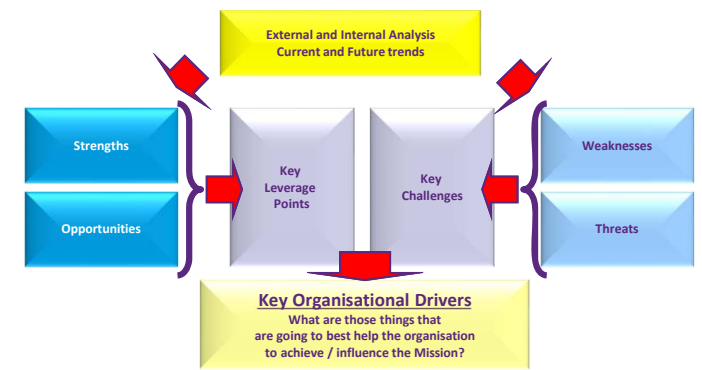 External and Internal Analysis
Current and Future trends
Strengths
Opportunities
Key
Leverage
Points
Key
Challenges
Weaknesses
Threats
Key Organisational Drivers
What are those things that
are going to best help the organisation
to achieve / influence the Mission?